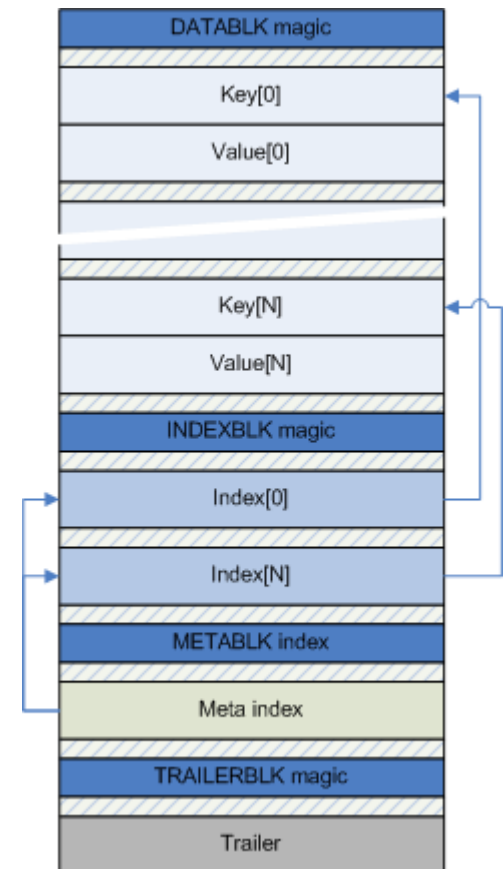 DATABLK magic
Key[0]
Value[0]
Key[N]
Value[N]
INDEXBLK magic
Index[0]
Index[N]
METABLK index
Meta index
TRAILERBLK magic
Trailer